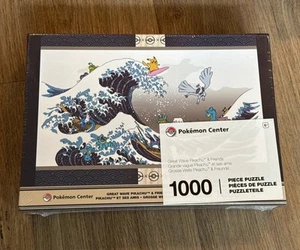 Pokémon Center
Great Wave Pikachu™ & Friends
Grande vague Pikachu™ et ses amis
Grosse Welle Pikachu™ & Freunde
1000
PIECE PUZZLE
PIÈCES DE PUZZLE
PUZZLETEILE
Pokémon Center
GREAT WAVE PIKACHU™ & 
PIKACHU™ ET SES AMIS • GROSSE